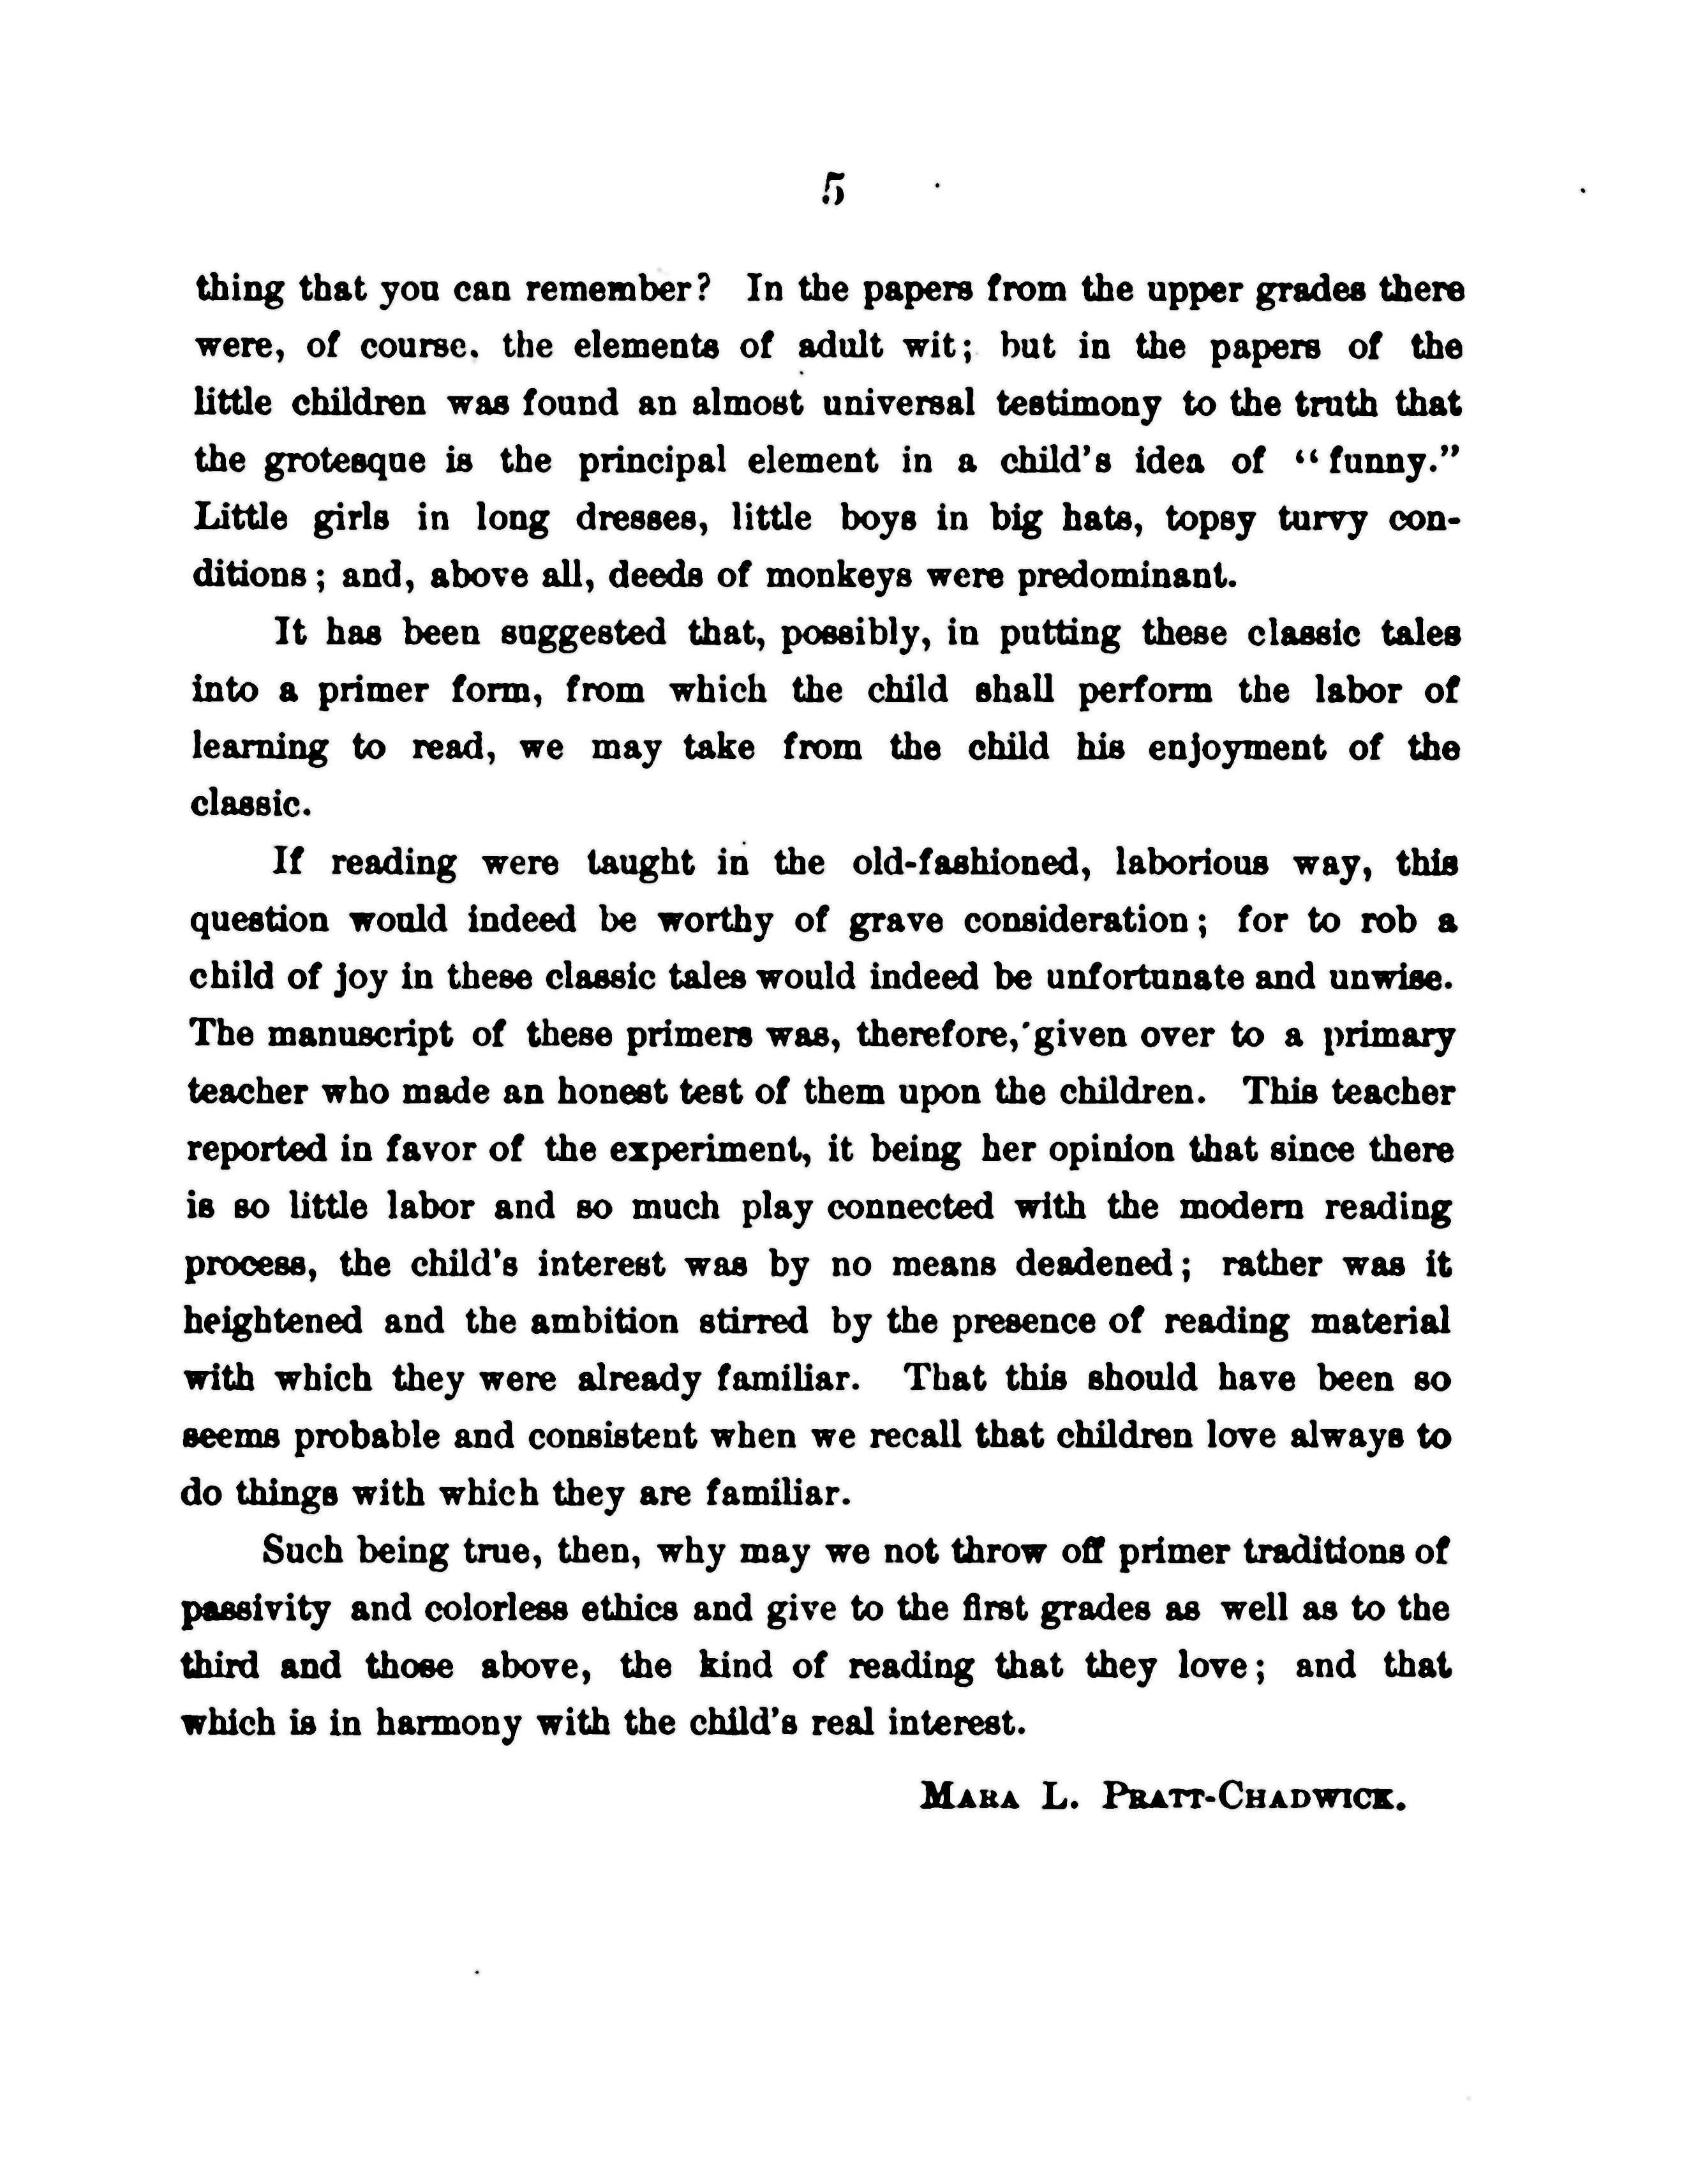 5
thing that you can remember? In the papers from the upper grades there
were, of course. the elements of adult wit; but in the papers of the
little children was found an almost universal testimony to the truth that
the grotesque is the principal element in a child's idea of “funny.”
Little girls in long dresses, little boys in big hats, topsy turvy con-
ditions; and, above all, deeds of monkeys were predominant.
It has been suggested that, possibly, in putting these classic tales
into a primer form, from which the child shall perform the labor of
learning to read, we may take from the child his enjoyment of the
classic.
If reading were taught in the old-fashioned, laborious way, this
question would indeed be worthy of grave consideration; for to rob a
child of joy in these classic tales would indeed be unfortunate and unwise.
The manuscript of these primers was, therefore, given over to a primary
teacher who made an honest test of them upon the children. This teacher
reported in favor of the experiment, it being her opinion that since there
is so little labor and so much play connected with the modern reading
process, the child's interest was by no means deadened; rather was it
heightened and the ambition stirred by the presence of reading material
with which they were already familiar. That this should have been so
seems probable and consistent when we recall that children love always to
do things with which they are familiar.
Such being true, then, why may we not throw off primer traditions of
passivity and colorless ethics and give to the first grades as well as to the
third and those above, the kind of reading that they love; and that
which is in harmony with the child's real interest.
MARA L. PRATT-CHADWICK.